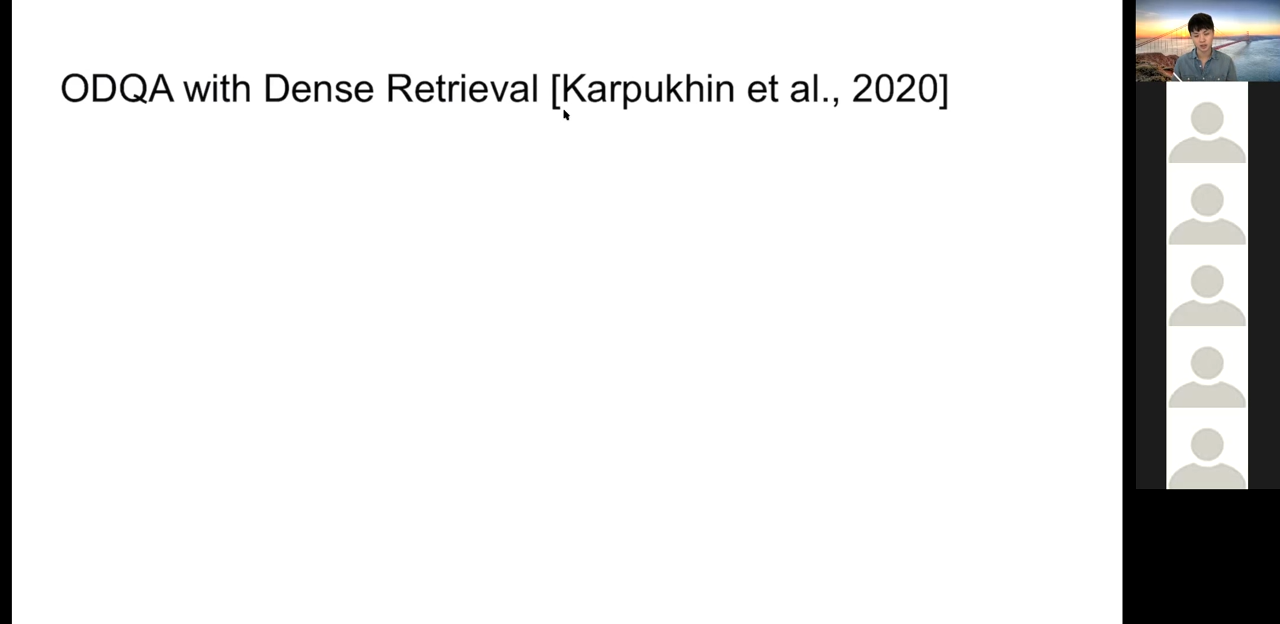 ODQA with Dense Retrieval [Karpukhin et al., 2020]